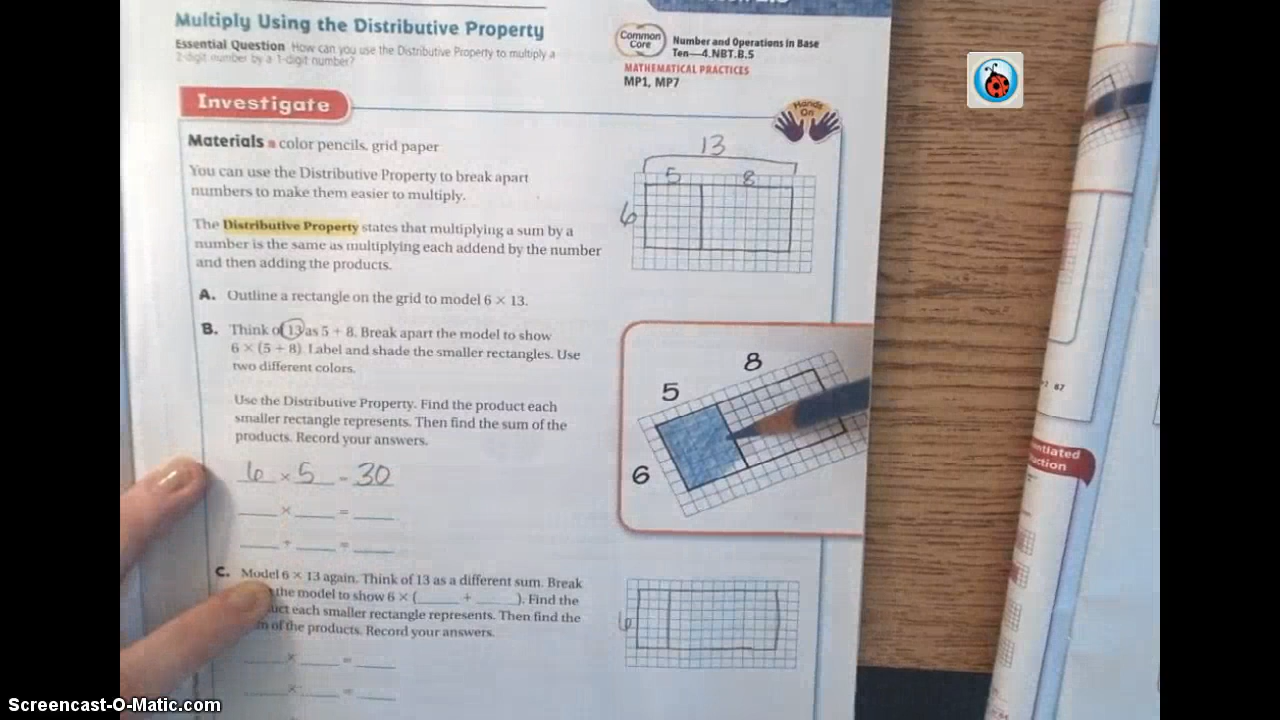 Multiply Using the Distributive Property
Essential Question How can you use the Distributive Property to multiply a
2-digit number by a 1-digit number?
Common
Core
Number and Operations in Base
Ten—4.NBT.B.5
MATHEMATICAL PRACTICES
MP1, MP7
Investigate
Hands
On
Materials ■ color pencils, grid paper
You can use the Distributive Property to break apart
numbers to make them easier to multiply.
The Distributive Property states that multiplying a sum by a
number is the same as multiplying each addend by the number
and then adding the products.
13
5 8
6
A. Outline a rectangle on the grid to model 6 × 13.
B. Think of 13 as 5 + 8. Break apart the model to show
6 × (5 + 8). Label and shade the smaller rectangles. Use
two different colors.
Use the Distributive Property. Find the product each
smaller rectangle represents. Then find the sum of the
products. Record your answers.
6 × 5 = 30
___ × ___ = ___
___ + ___ = ___
8
5
6
C. Model 6 × 13 again. Think of 13 as a different sum. Break
the model to show 6 × (___ + ___). Find the
each smaller rectangle represents. Then find the
of the products. Record your answers.
___ × ___ = ___
___ × ___ = ___
6
67
Screencast-O-Matic.com